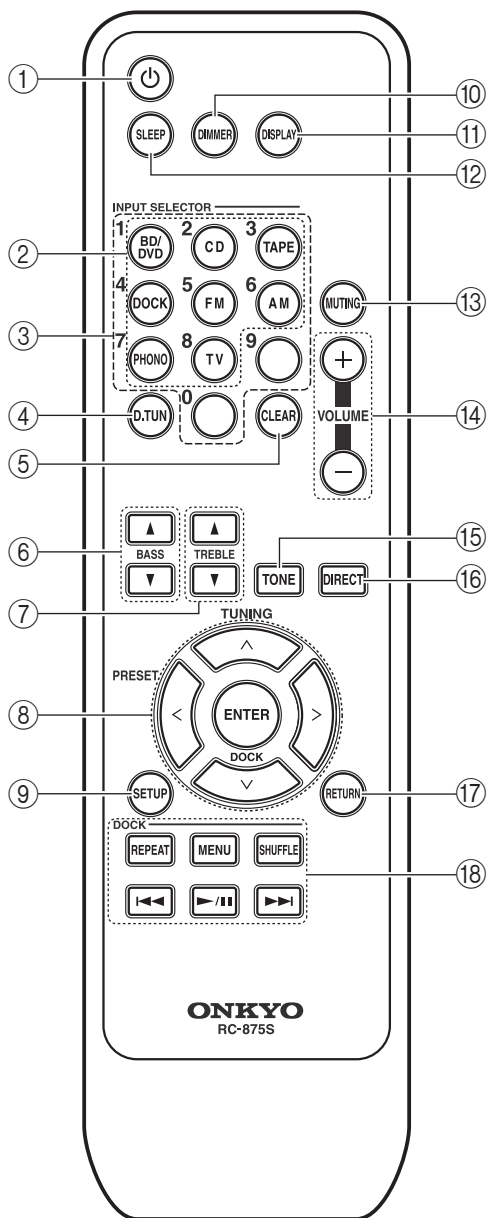 ①
⑩
SLEEP DIMMER DISPLAY
⑪
⑫
INPUT SELECTOR
1 BD/DVD 2 CD 3 TAPE
②
4 DOCK 5 FM 6 AM MUTING
⑬
③
7 PHONO 8 TV 9
+
④
D.TUN 0 CLEAR VOLUME
⑭
⑤
−
⑥
BASS TREBLE
⑮
TONE DIRECT
⑯
⑦
TUNING
PRESET
⑧
ENTER
DOCK
⑨
SETUP RETURN
⑰
DOCK
REPEAT MENU SHUFFLE
⑱
ONKYO
RC-875S